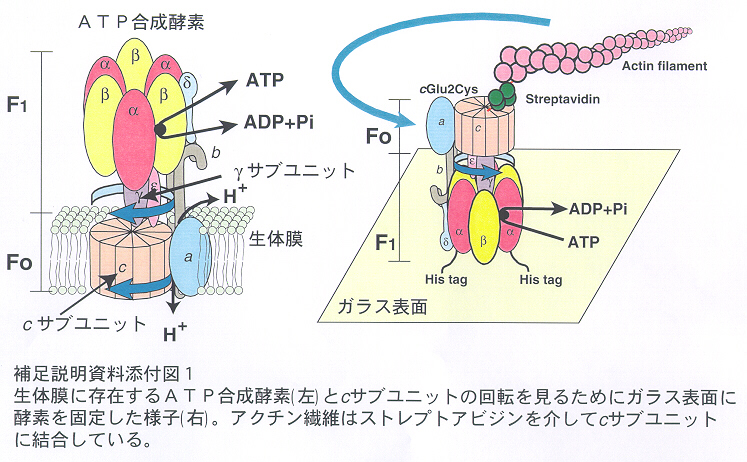 ＡＴＰ合成酵素
F1
β
α
α
β
β
α
δ
ATP
ADP+Pi
b
γサブユニット
γ
ε
H+
生体膜
Fo
c
a
cサブユニット
H+
Actin filament
cGlu2Cys
Streptavidin
Fo
a
c
b
ε
F1
α
β
α
δ
ADP+Pi
ATP
His tag
His tag
ガラス表面
補足説明資料添付図１
生体膜に存在するＡＴＰ合成酵素(左)とcサブユニットの回転を見るためにガラス表面に
酵素を固定した様子(右)。アクチン繊維はストレプトアビジンを介してcサブユニット
に結合している。